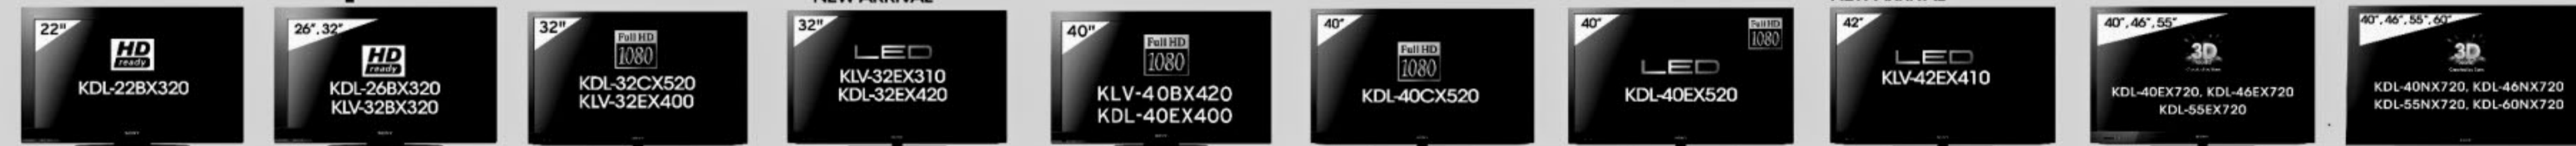 22"
HD
ready
KDL-22BX320
26", 32"
HD
ready
KDL-26BX320
KLV-32BX320
32"
Full HD
1080
KDL-32CX520
KLV-32EX400
32"
LED
KLV-32EX310
KDL-32EX420
40"
Full HD
1080
KLV-40BX420
KDL-40EX400
40"
Full HD
1080
KDL-40CX520
40"
Full HD
1080
LED
KDL-40EX520
42"
LED
KLV-42EX410
40", 46", 55"
3D
KDL-40EX720, KDL-46EX720
KDL-55EX720
40", 46", 55", 60"
3D
KDL-40NX720, KDL-46NX720
KDL-55NX720, KDL-60NX720